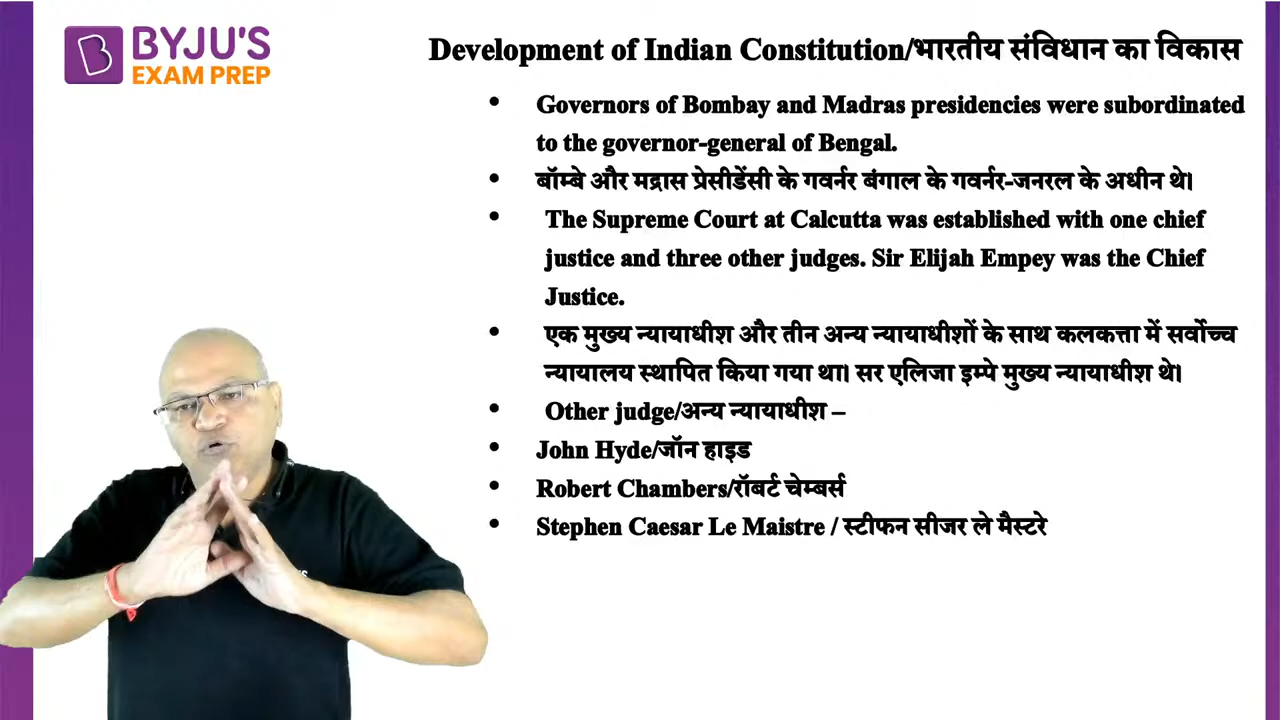 BYJU'S
EXAM PREP
Development of Indian Constitution/भारतीय संविधान का विकास
• Governors of Bombay and Madras presidencies were subordinated
to the governor-general of Bengal.
• बॉम्बे और मद्रास प्रेसीडेंसी के गवर्नर बंगाल के गवर्नर-जनरल के अधीन थे।
• The Supreme Court at Calcutta was established with one chief
justice and three other judges. Sir Elijah Empey was the Chief
Justice.
• एक मुख्य न्यायाधीश और तीन अन्य न्यायाधीशों के साथ कलकत्ता में सर्वोच्च
न्यायालय स्थापित किया गया था। सर एलिजा इम्पे मुख्य न्यायाधीश थे।
• Other judge/अन्य न्यायाधीश –
• John Hyde/जॉन हाइड
• Robert Chambers/रॉबर्ट चेम्बर्स
• Stephen Caesar Le Maistre / स्टीफन सीजर ले मैस्टरे